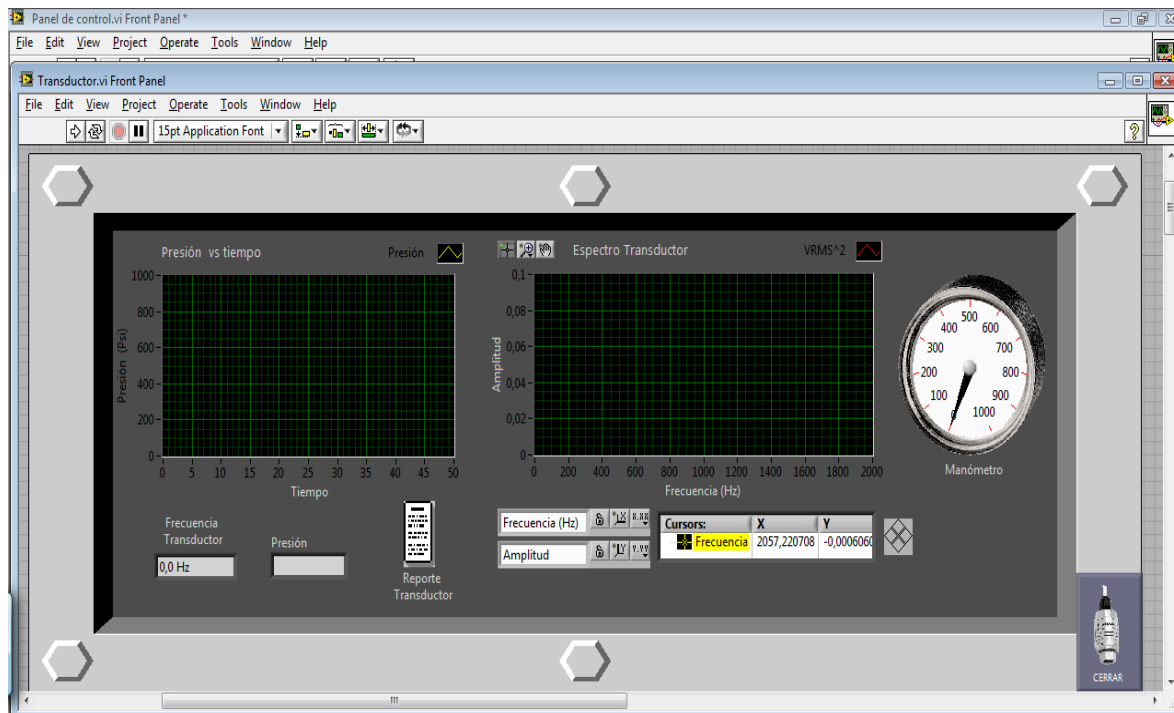 Panel de control.vi Front Panel *
File Edit View Project Operate Tools Window Help
Transductor.vi Front Panel
File Edit View Project Operate Tools Window Help
15pt Application Font
?
Presión vs tiempo
Presión
1000
800
600
400
200
0
Presión (Psi)
0 5 10 15 20 25 30 35 40 45 50
Tiempo
Espectro Transductor
VRMS^2
0,1
0,08
0,06
0,04
0,02
0
Amplitud
0 200 400 600 800 1000 1200 1400 1600 1800 2000
Frecuencia (Hz)
0 100 200 300 400 500 600 700 800 900 1000
Manómetro
Frecuencia
Transductor
0,0 Hz
Presión
Reporte
Transductor
Frecuencia (Hz)
X X.XX
Amplitud
Y Y.YY
Cursors: X Y
Frecuencia 2057,220708 -0,0006060
CERRAR